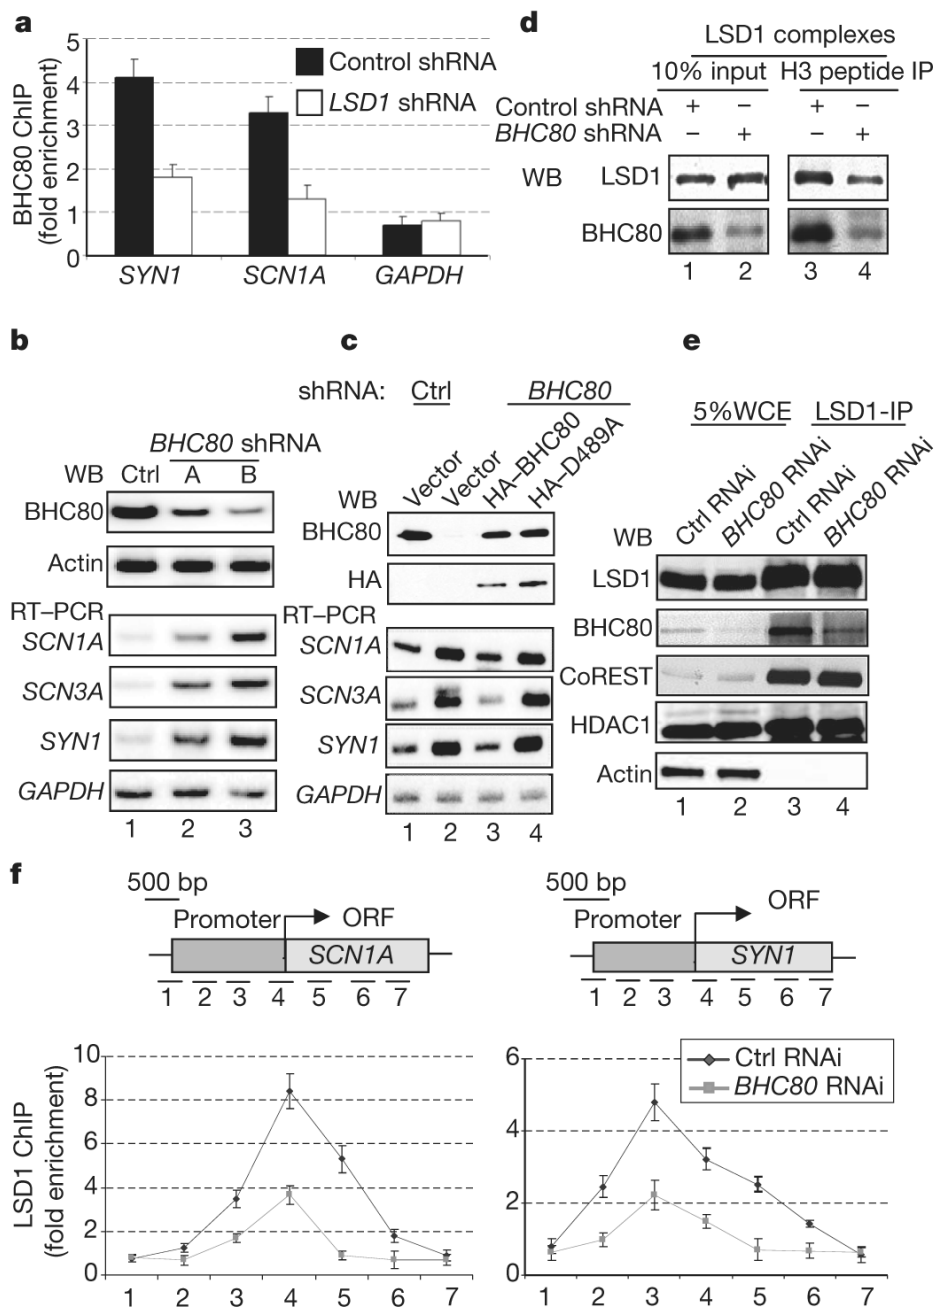 a
BHC80 ChIP
(fold enrichment)
5
4
3
2
1
0
Control shRNA
LSD1 shRNA
SYN1 SCN1A GAPDH
d
LSD1 complexes
10% input H3 peptide IP
Control shRNA + – + –
BHC80 shRNA – + – +
WB LSD1
BHC80
1 2 3 4
b
BHC80 shRNA
WB Ctrl A B
BHC80
Actin
RT–PCR
SCN1A
SCN3A
SYN1
GAPDH
1 2 3
c
shRNA: Ctrl BHC80
Vector Vector HA–BHC80 HA–D489A
WB
BHC80
HA
RT–PCR
SCN1A
SCN3A
SYN1
GAPDH
1 2 3 4
e
5%WCE LSD1-IP
Ctrl RNAi BHC80 RNAi Ctrl RNAi BHC80 RNAi
WB
LSD1
BHC80
CoREST
HDAC1
Actin
1 2 3 4
f
500 bp
Promoter ORF
SCN1A
1 2 3 4 5 6 7
500 bp
Promoter ORF
SYN1
1 2 3 4 5 6 7
LSD1 ChIP
(fold enrichment)
10
8
6
4
2
0
1 2 3 4 5 6 7
Ctrl RNAi
BHC80 RNAi
6
4
2
0
1 2 3 4 5 6 7